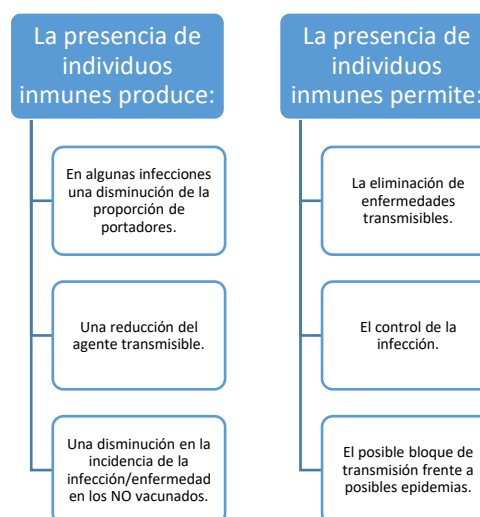 La presencia de
individuos
inmunes produce:
En algunas infecciones
una disminución de la
proporción de
portadores.
Una reducción del
agente transmisible.
Una disminución en la
incidencia de la
infección/enfermedad
en los NO vacunados.
La presencia de
individuos
inmunes permite:
La eliminación de
enfermedades
transmisibles.
El control de la
infección.
El posible bloque de
transmisión frente a
posibles epidemias.